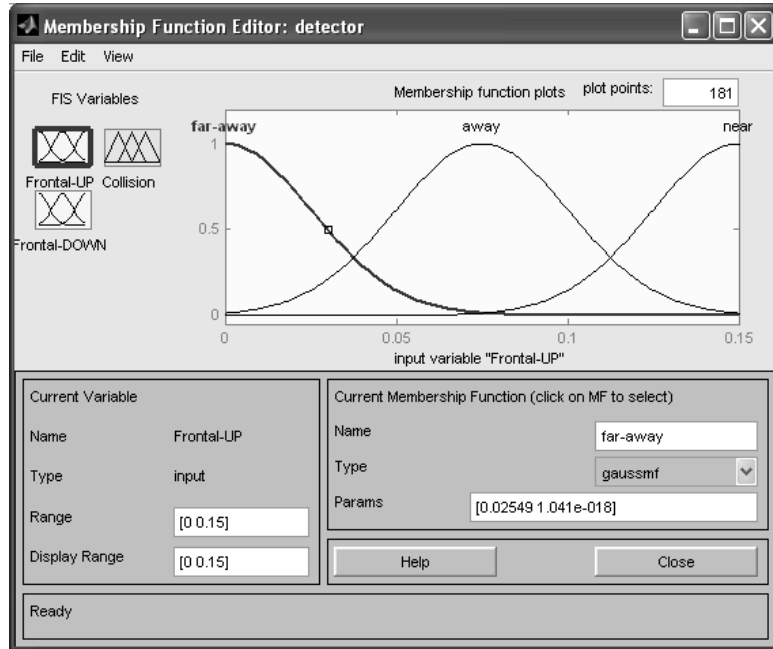 Membership Function Editor: detector
File Edit View
FIS Variables
Membership function plots plot points: 181
far-away away near
Frontal-UP Collision
Frontal-DOWN
1
0.5
0
0 0.05 0.1 0.15
input variable "Frontal-UP"
Current Variable
Name Frontal-UP
Type input
Range [0 0.15]
Display Range [0 0.15]
Current Membership Function (click on MF to select)
Name far-away
Type gaussmf
Params [0.02549 1.041e-018]
Help Close
Ready